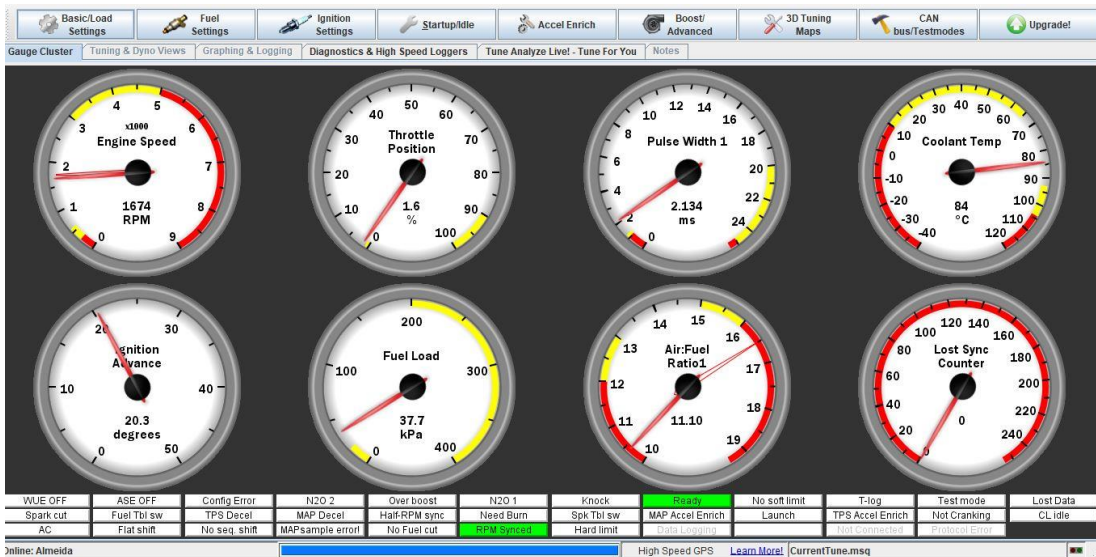 Basic/Load Settings
Fuel Settings
Ignition Settings
Startup/Idle
Accel Enrich
Boost/ Advanced
3D Tuning Maps
CAN bus/Testmodes
Upgrade!
Gauge Cluster
Tuning & Dyno Views
Graphing & Logging
Diagnostics & High Speed Loggers
Tune Analyze Live! - Tune For You
Notes
0 1 2 3 4 5 6 7 8 9
x1000
Engine Speed
1674
RPM
0 10 20 30 40 50 60 70 80 90 100
Throttle
Position
1.6
%
0 2 4 6 8 10 12 14 16 18 20 22 24
Pulse Width 1
2.134
ms
-40 -30 -20 -10 0 10 20 30 40 50 60 70 80 90 100 110 120
Coolant Temp
84
°C
0 10 20 30 40 50
Ignition
Advance
20.3
degrees
0 100 200 300 400
Fuel Load
37.7
kPa
10 11 12 13 14 15 16 17 18 19
Air:Fuel
Ratio1
11.10
0 20 40 60 80 100 120 140 160 180 200 220 240
Lost Sync
Counter
0
WUE OFF ASE OFF Config Error N2O 2 Over boost N2O 1 Knock Ready No soft limit T-log Test mode Lost Data
Spark cut Fuel Tbl sw TPS Decel MAP Decel Half-RPM sync Need Burn Spk Tbl sw MAP Accel Enrich Launch TPS Accel Enrich Not Cranking CL idle
AC Flat shift No seq. shift MAPsample error! No Fuel cut RPM Synced Hard limit Data Logging Not Connected Protocol Error
Online: Almeida High Speed GPS Learn More! CurrentTune.msq